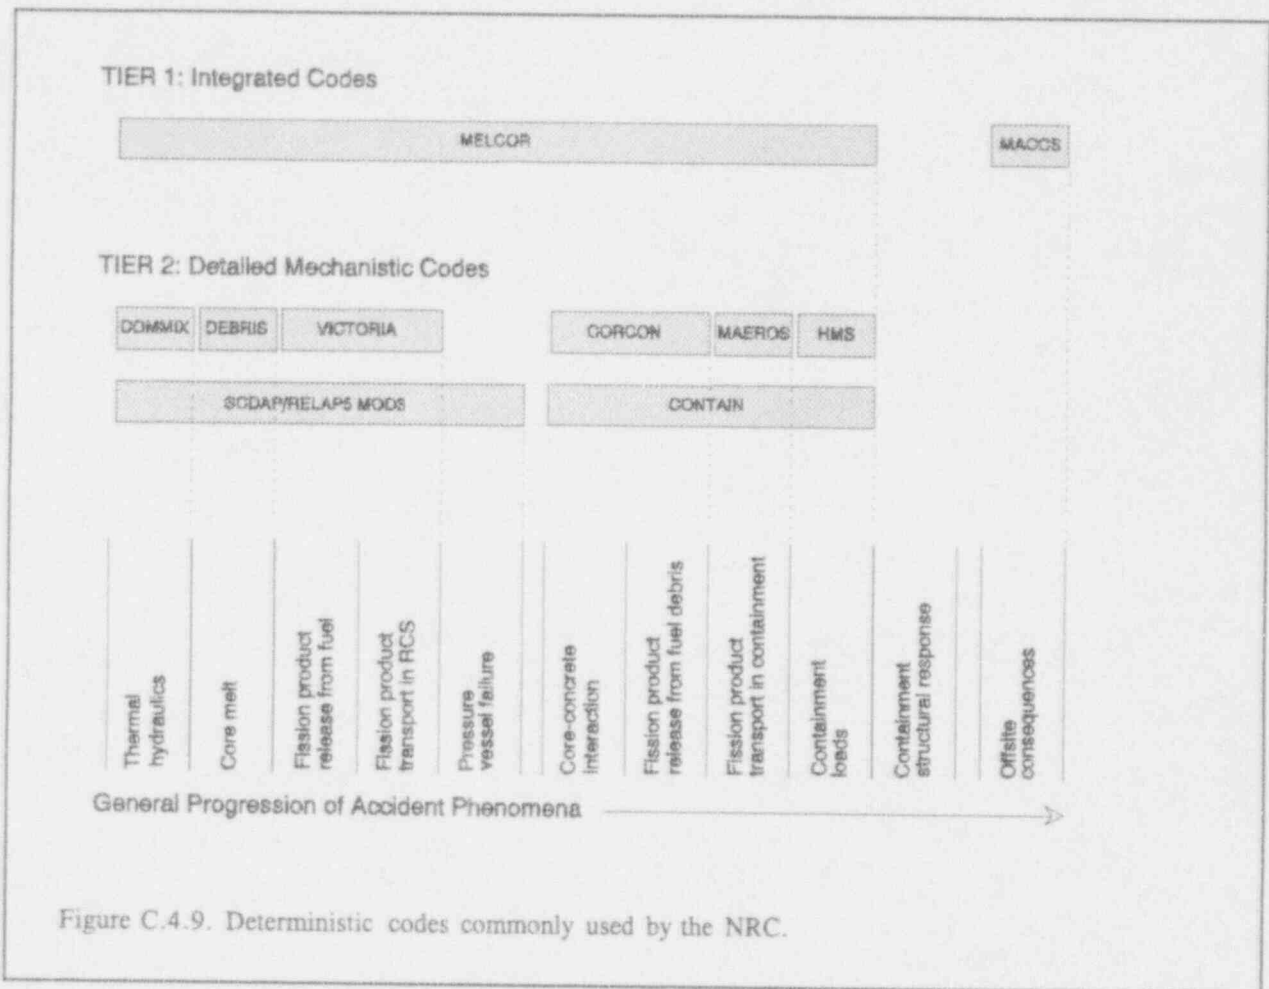 TIER 1: Integrated Codes
MELCOR
MACCS
TIER 2: Detailed Mechanistic Codes
COMMIX
DEBRIS
VICTORIA
CORCON
MAEROS
HMS
SCDAP/RELAP5 MODS
CONTAIN
Thermal
hydraulics
Core melt
Fission product
release from fuel
Fission product
transport in RCS
Pressure
vessel failure
Core-concrete
interaction
Fission product
release from fuel debris
Fission product
transport in containment
Containment
loads
Containment
structural response
Offsite
consequences
General Progression of Accident Phenomena
Figure C.4.9. Deterministic codes commonly used by the NRC.